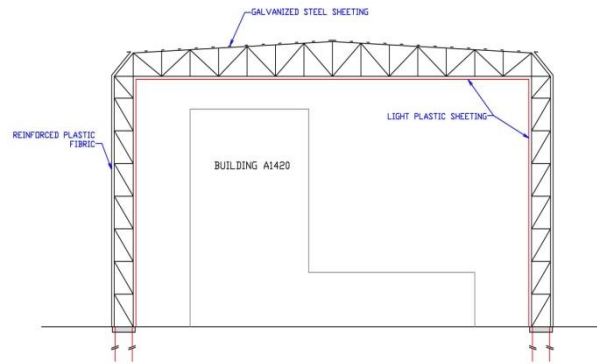 GALVANIZED STEEL SHEETING
LIGHT PLASTIC SHEETING
REINFORCED PLASTIC
FIBRIC
BUILDING A1420